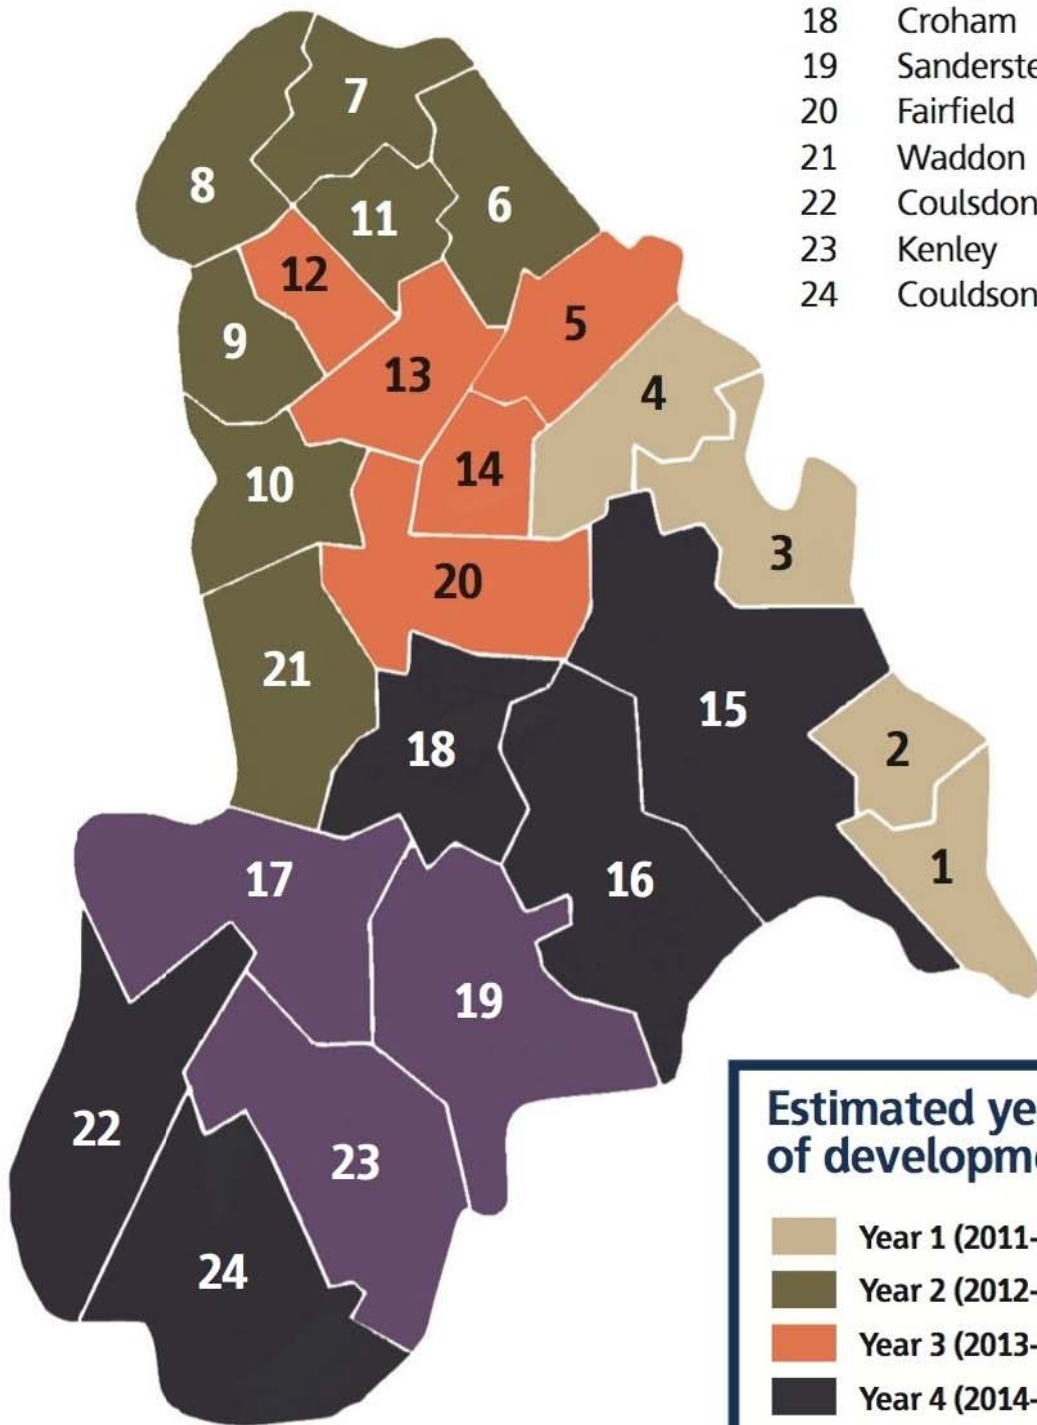 18 Croham
19 Sanderste
20 Fairfield
21 Waddon
22 Coulsdon
23 Kenley
24 Couldson
7
8
11
6
12
5
9
13
4
14
10
3
20
21
15
18
2
17
16
1
19
22
23
24
Estimated ye
of developme
Year 1 (2011-
Year 2 (2012-
Year 3 (2013-
Year 4 (2014-